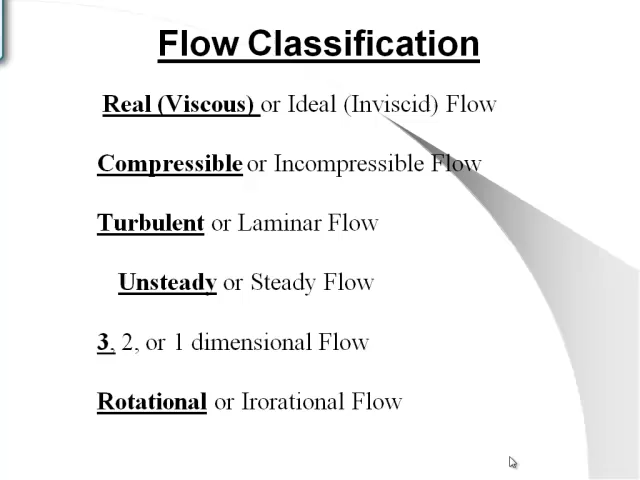 Flow Classification
Real (Viscous) or Ideal (Inviscid) Flow
Compressible or Incompressible Flow
Turbulent or Laminar Flow
Unsteady or Steady Flow
3, 2, or 1 dimensional Flow
Rotational or Irorational Flow